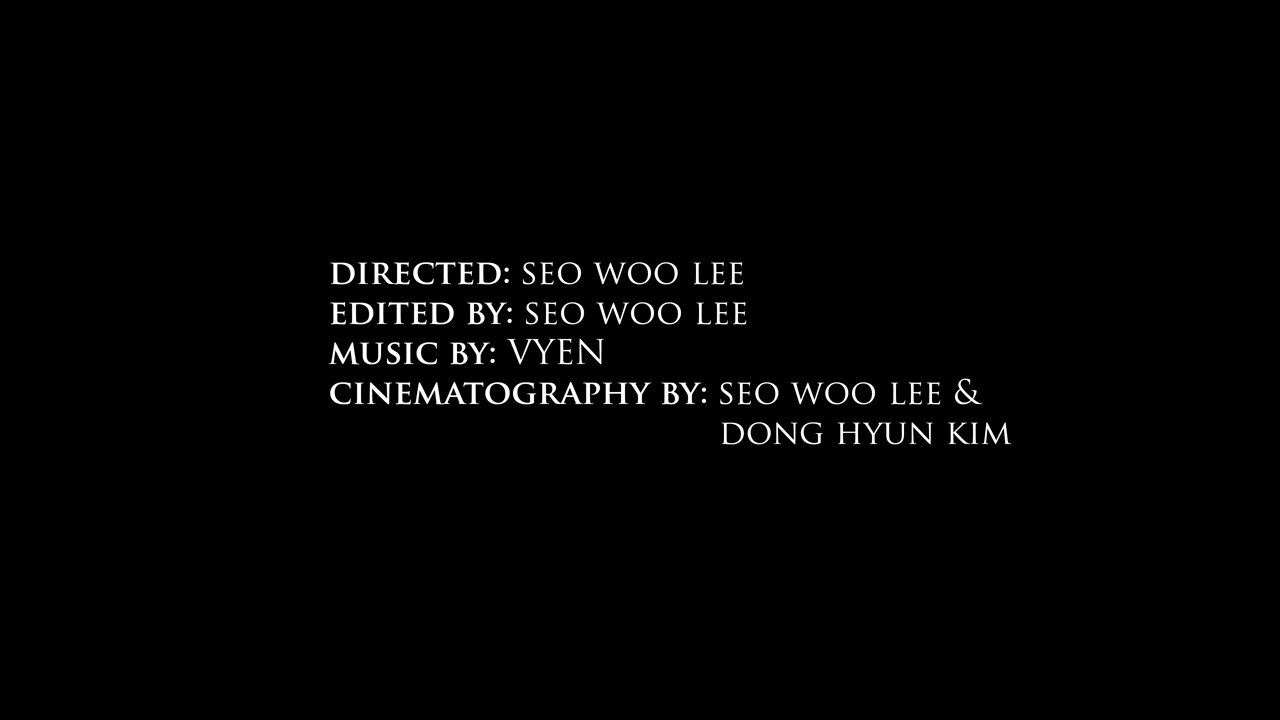 DIRECTED: SEO WOO LEE
EDITED BY: SEO WOO LEE
MUSIC BY: VYEN
CINEMATOGRAPHY BY: SEO WOO LEE &
DONG HYUN KIM